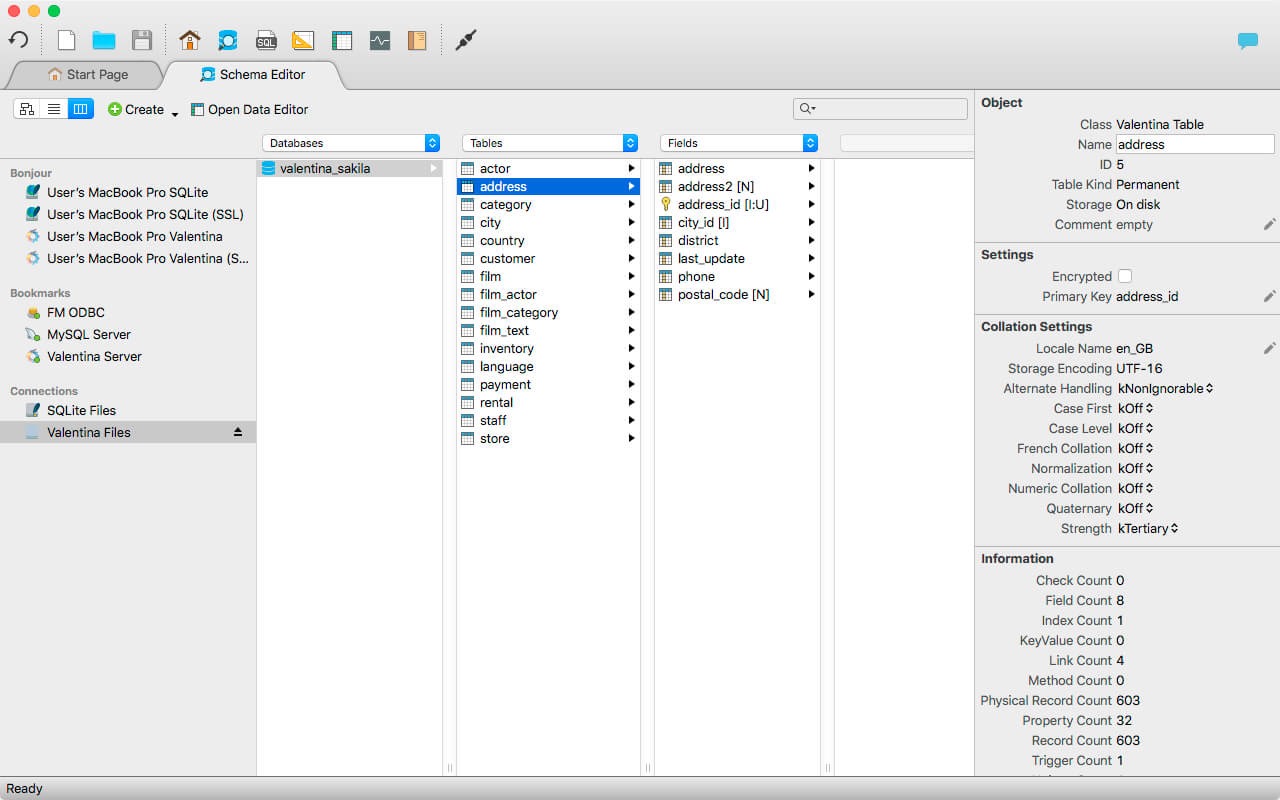 SQL
Start Page
Schema Editor
Create
Open Data Editor
Databases
Tables
Fields
Bonjour
User's MacBook Pro SQLite
User's MacBook Pro SQLite (SSL)
User's MacBook Pro Valentina
User's MacBook Pro Valentina (S...
Bookmarks
FM ODBC
MySQL Server
Valentina Server
Connections
SQLite Files
Valentina Files
valentina_sakila
actor
address
category
city
country
customer
film
film_actor
film_category
film_text
inventory
language
payment
rental
staff
store
address
address2 [N]
address_id [I:U]
city_id [I]
district
last_update
phone
postal_code [N]
Object
Class Valentina Table
Name address
ID 5
Table Kind Permanent
Storage On disk
Comment empty
Settings
Encrypted
Primary Key address_id
Collation Settings
Locale Name en_GB
Storage Encoding UTF-16
Alternate Handling kNonIgnorable
Case First kOff
Case Level kOff
French Collation kOff
Normalization kOff
Numeric Collation kOff
Quaternary kOff
Strength kTertiary
Information
Check Count 0
Field Count 8
Index Count 1
KeyValue Count 0
Link Count 4
Method Count 0
Physical Record Count 603
Property Count 32
Record Count 603
Trigger Count 1
Ready